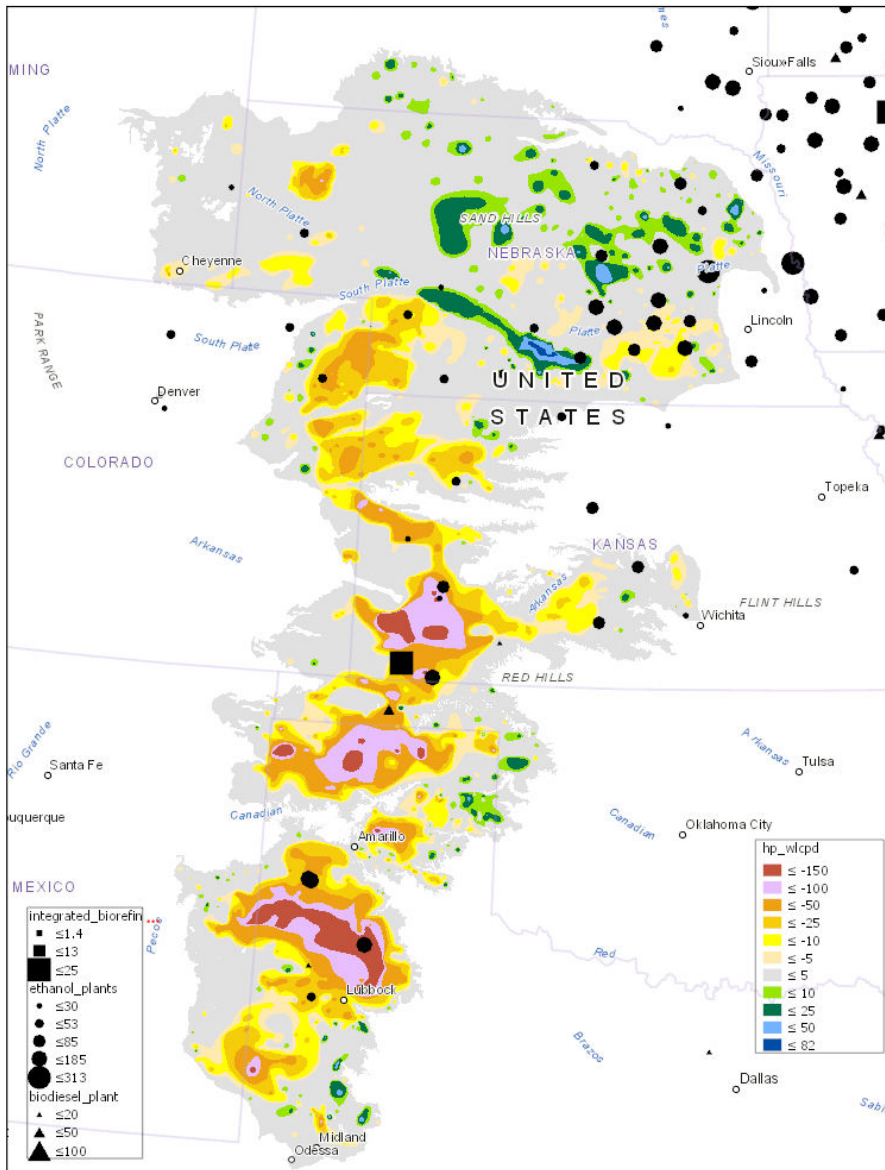 Sioux Falls
MING
North Platte
Missouri
North Platte
SAND HILLS
NEBRASKA
Platte
Cheyenne
South Platte
PARK RANGE
South Platte
Platte
Lincoln
Denver
UNITED
STATES
COLORADO
Topeka
Arkansas
KANSAS
Arkansas
FLINT HILLS
Wichita
RED HILLS
Rio Grande
Santa Fe
Arkansas
Tulsa
Canadian
Canadian
buquerque
Oklahoma City
Amarillo
MEXICO
Pecos
Red
Lubbock
Brazos
Dallas
Sabi
Midland
Odessa
integrated_biorefin
≤1.4
≤13
≤25
ethanol_plants
≤30
≤53
≤85
≤185
≤313
biodiesel_plant
≤20
≤50
≤100
hp_wlcpd
≤ -150
≤ -100
≤ -50
≤ -25
≤ -10
≤ -5
≤ 5
≤ 10
≤ 25
≤ 50
≤ 82